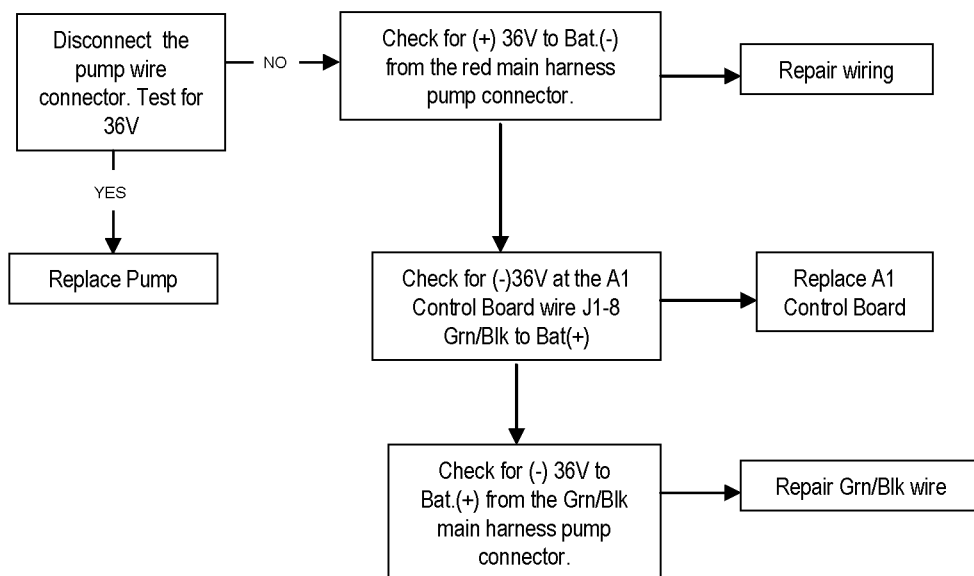 Disconnect the
pump wire
connector. Test for
36V
NO
Check for (+) 36V to Bat.(-)
from the red main harness
pump connector.
Repair wiring
YES
Replace Pump
Check for (-)36V at the A1
Control Board wire J1-8
Grn/Blk to Bat(+)
Replace A1
Control Board
Check for (-) 36V to
Bat.(+) from the Grn/Blk
main harness pump
connector.
Repair Grn/Blk wire